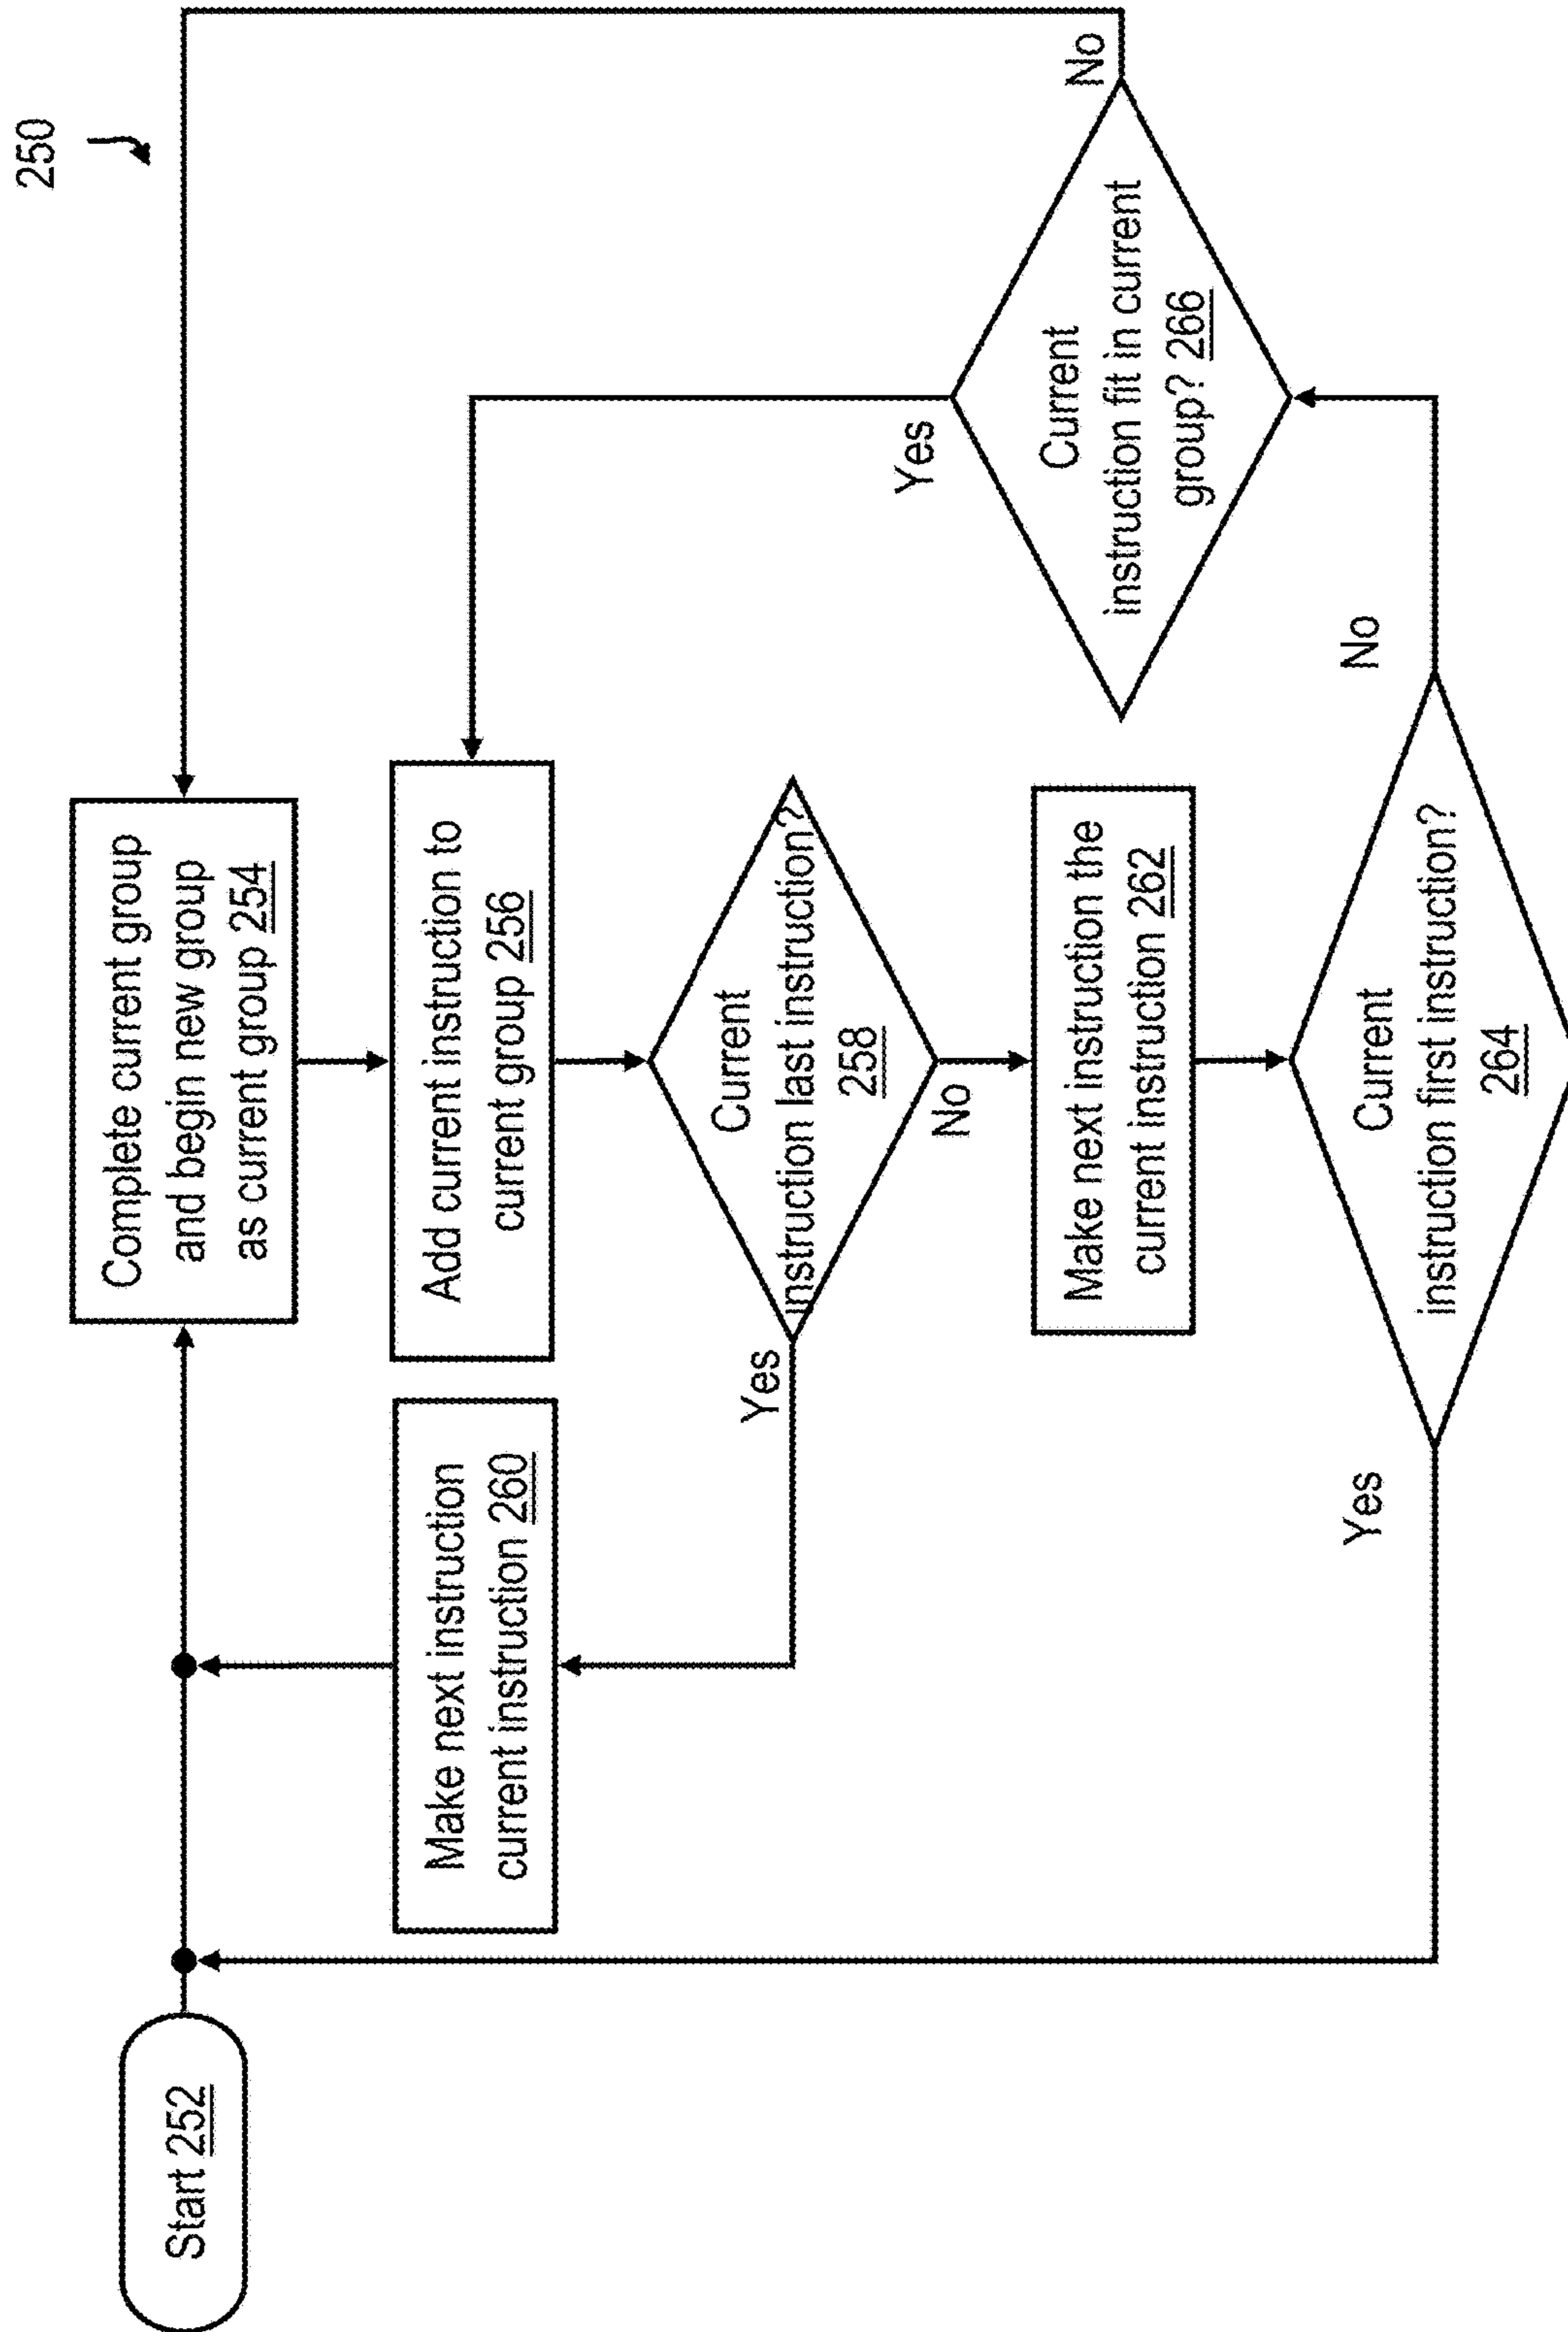 250
Start 252
Complete current group
and begin new group
as current group 254
Make next instruction
current instruction 260
Add current instruction to
current group 256
Yes
Current
instruction last instruction?
258
No
Yes
Current
instruction fit in current
group? 266
No
Make next instruction the
current instruction 262
Yes
Current
instruction first instruction?
264
No